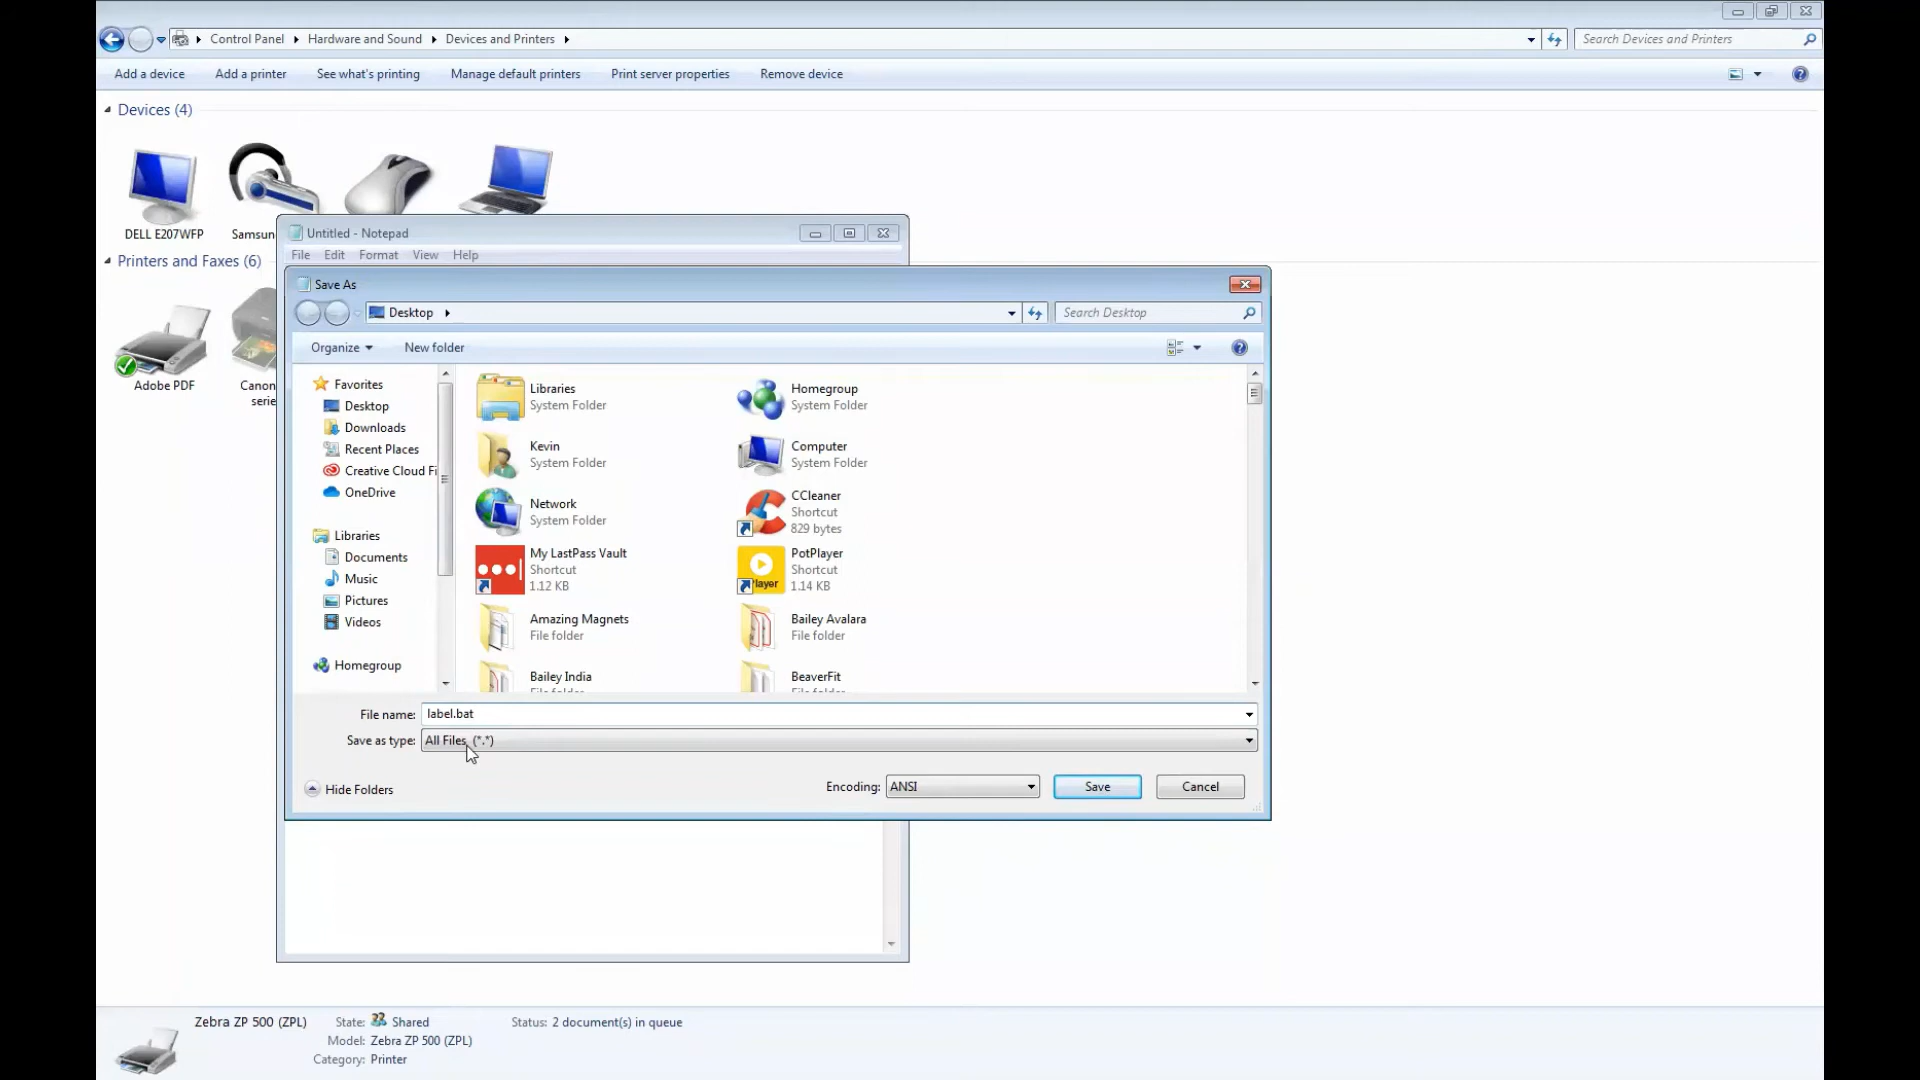 Control Panel Hardware and Sound Devices and Printers
Search Devices and Printers
Add a device Add a printer See what's printing Manage default printers Print server properties Remove device
Devices (4)
DELL E207WFP
Samsun
Printers and Faxes (6)
Adobe PDF
Canon
serie
Untitled - Notepad
File Edit Format View Help
Save As
Desktop
Search Desktop
Organize New folder
Favorites
Desktop
Downloads
Recent Places
Creative Cloud Fi
OneDrive
Libraries
Documents
Music
Pictures
Videos
Homegroup
Libraries
System Folder
Homegroup
System Folder
Kevin
System Folder
Computer
System Folder
Network
System Folder
CCleaner
Shortcut
829 bytes
My LastPass Vault
Shortcut
1.12 KB
PotPlayer
Shortcut
1.14 KB
layer
Amazing Magnets
File folder
Bailey Avalara
File folder
Bailey India
File folder
BeaverFit
File folder
File name: label.bat
Save as type: All Files (*.*)
Hide Folders
Encoding: ANSI Save Cancel
Zebra ZP 500 (ZPL) State: Shared Status: 2 document(s) in queue
Model: Zebra ZP 500 (ZPL)
Category: Printer